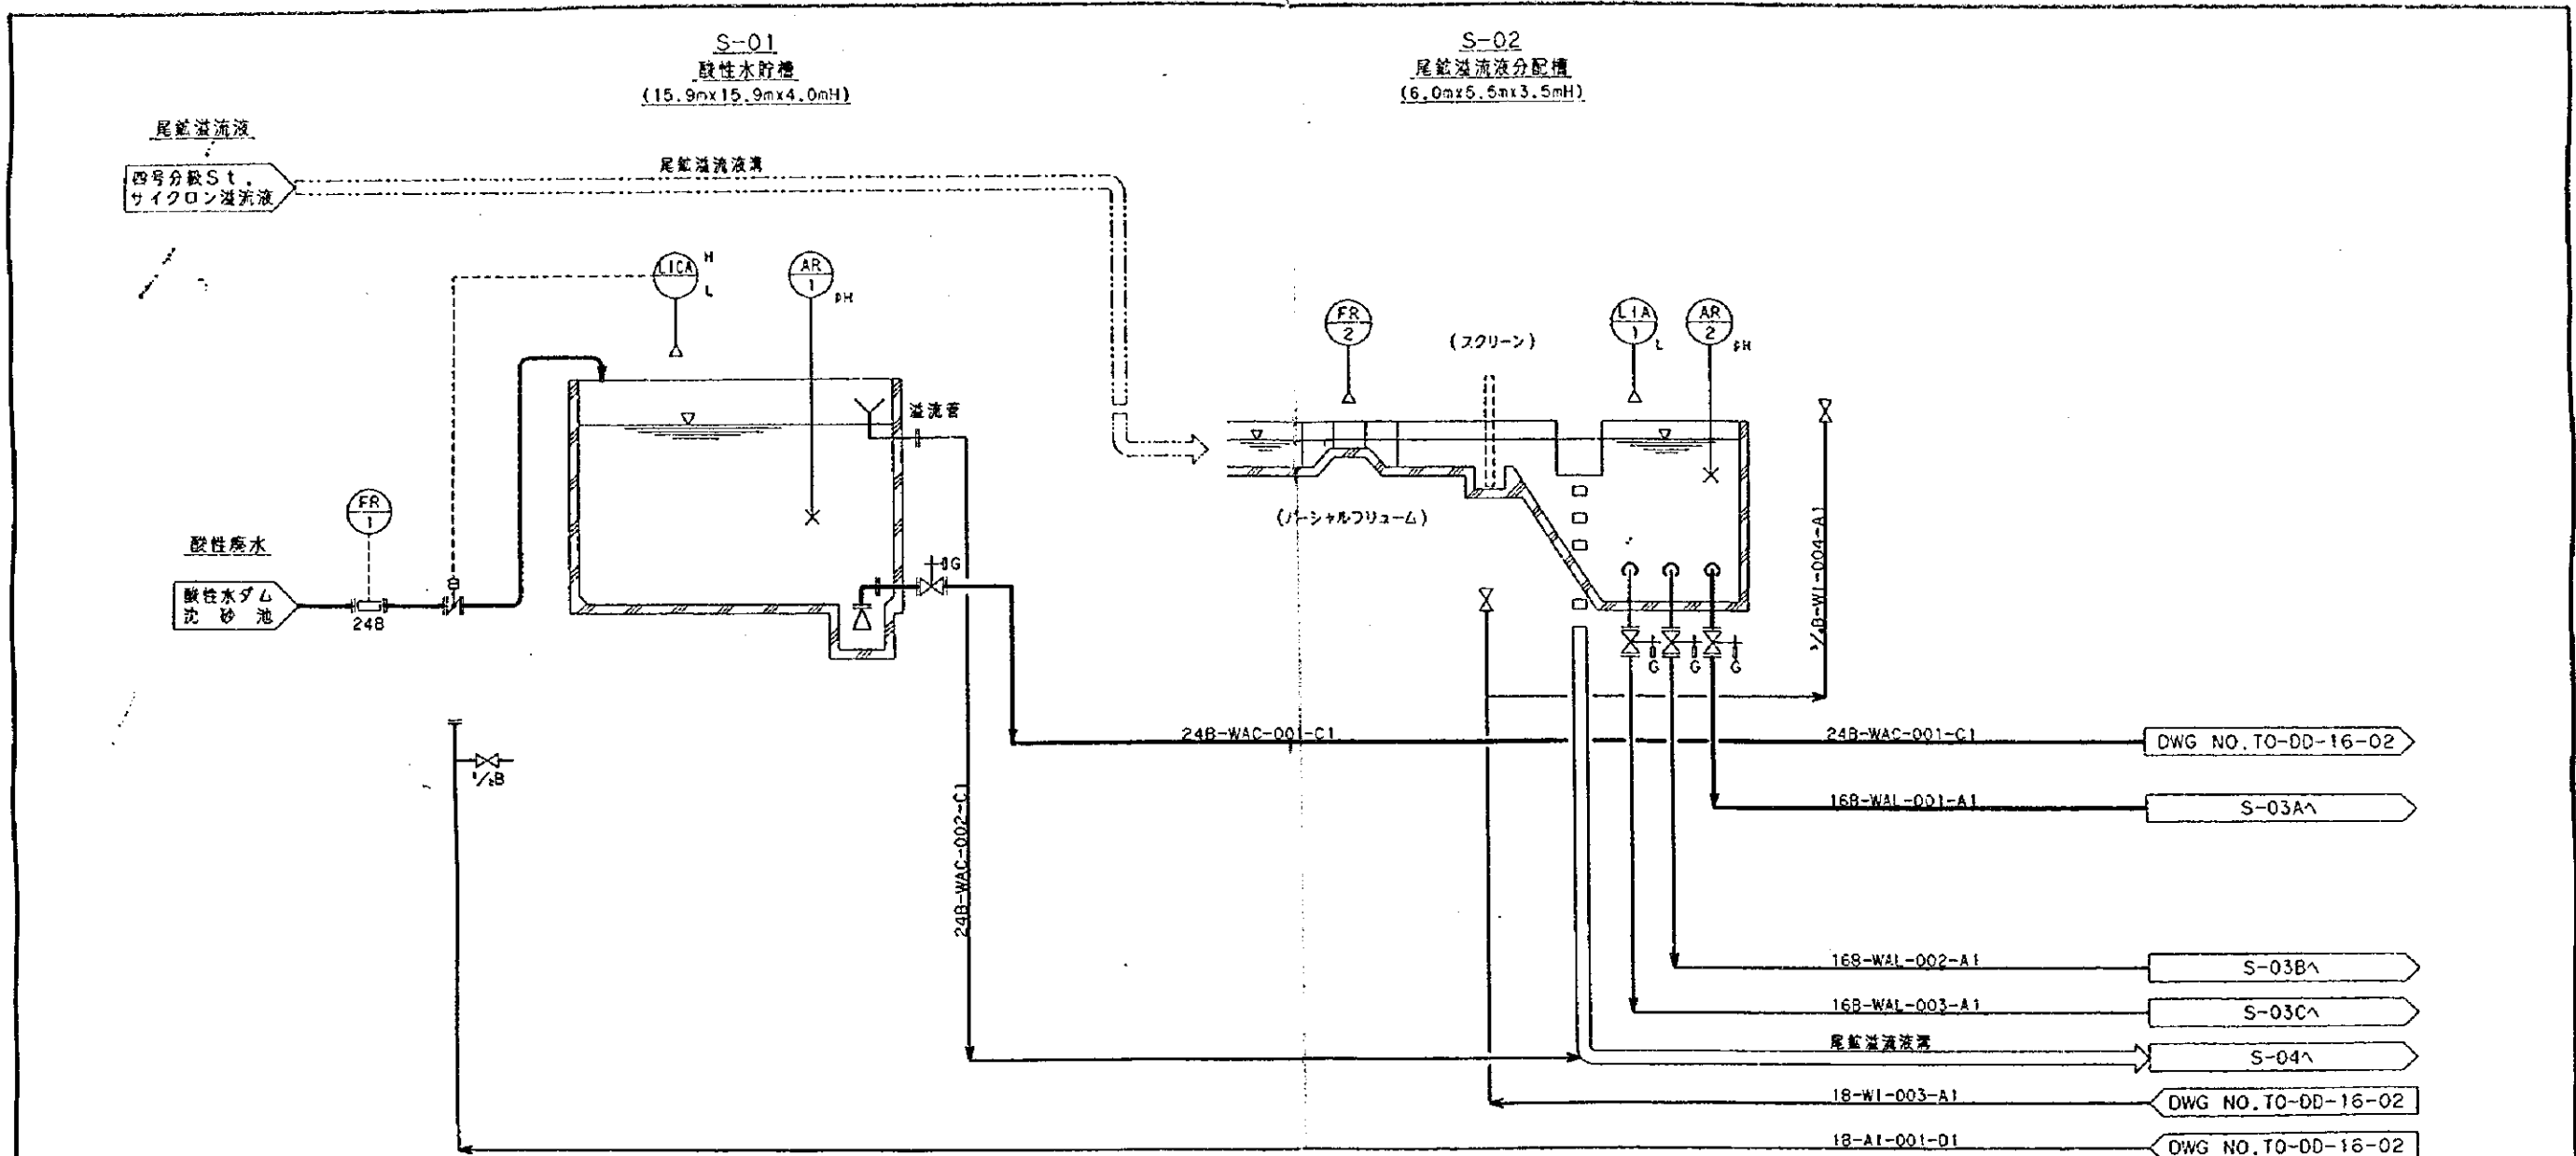 S-01
酸性水貯槽
(15.9m×15.9m×4.0mH)
S-02
尾鉱溢流液分配槽
(6.0m×5.5m×3.5mH)
尾鉱溢流液
四号分級St.
サイクロン溢流液
尾鉱溢流液溝
LICA
H
L
AR
1
pH
FR
2
(スクリーン)
LIA
1
L
AR
2
pH
溢流管
(パーシャルフリューム)
FR
1
酸性廃水
酸性水ダム
沈砂池
24B
G
G
G
G
1/2B
24B-WAC-002-C1
24B-WAC-001-C1
24B-WAC-001-C1
DWG NO.TO-DD-16-02
16B-WAL-001-A1
S-03Aへ
16B-WAL-002-A1
S-03Bへ
16B-WAL-003-A1
S-03Cへ
尾鉱溢流液溝
S-04へ
1B-WI-003-A1
DWG NO.TO-DD-16-02
1B-AI-001-D1
DWG NO.TO-DD-16-02